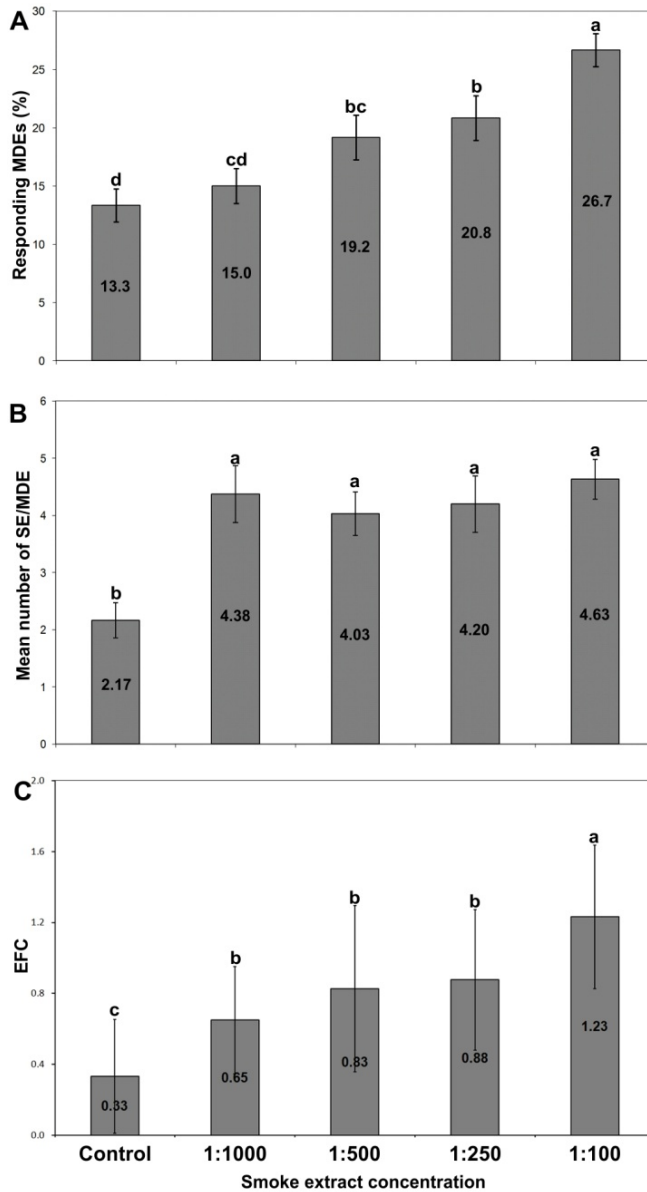 A
Responding MDEs (%)
30
25
20
15
10
5
0
d
cd
bc
b
a
13.3
15.0
19.2
20.8
26.7
B
Mean number of SE/MDE
6
5
4
3
2
1
0
b
a
a
a
a
2.17
4.38
4.03
4.20
4.63
C
EFC
2.0
1.6
1.2
0.8
0.4
0.0
c
b
b
b
a
0.33
0.65
0.83
0.88
1.23
Control 1:1000 1:500 1:250 1:100
Smoke extract concentration